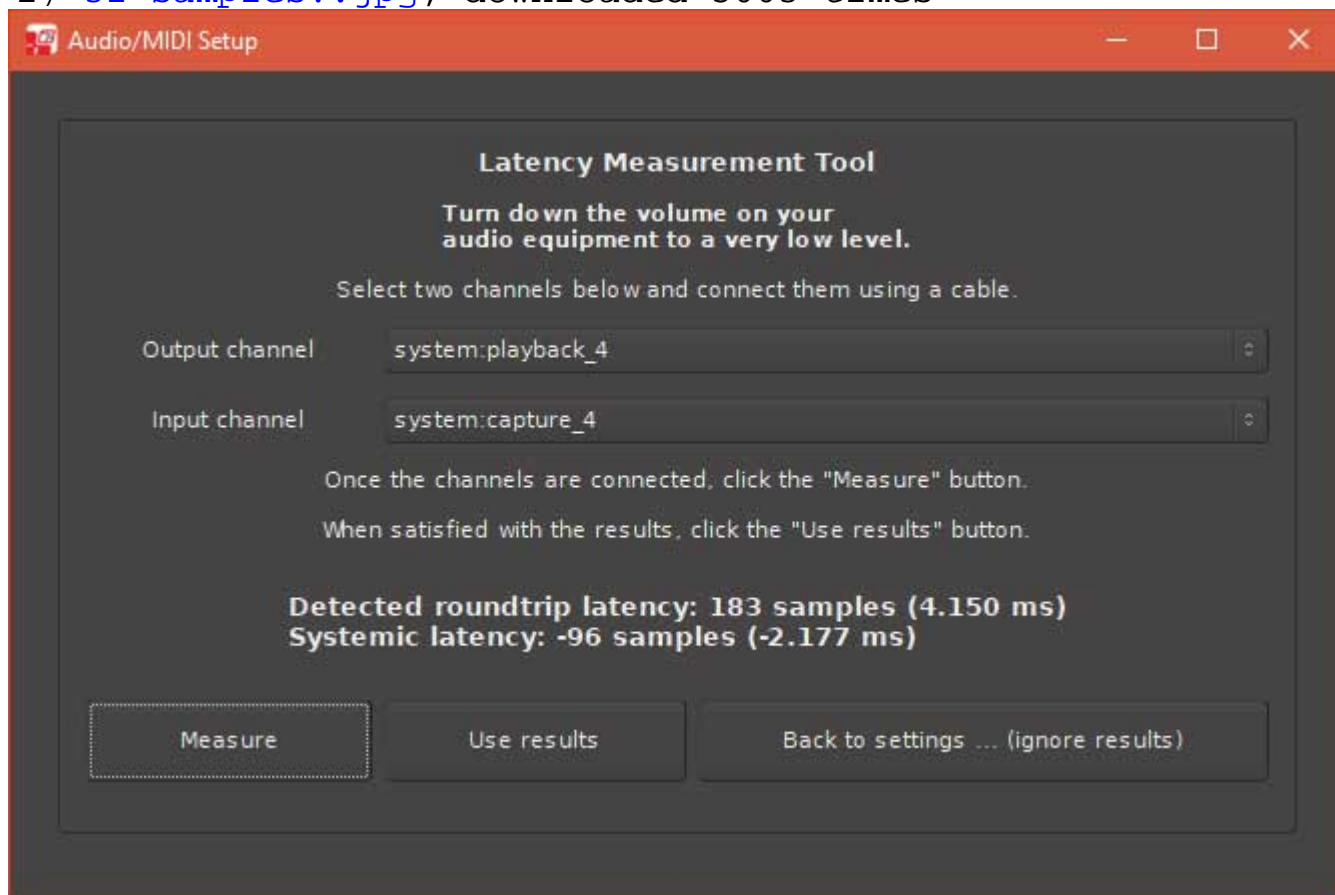 Audio/MIDI Setup
Latency Measurement Tool
Turn down the volume on your
audio equipment to a very low level.
Select two channels below and connect them using a cable.
Output channel system:playback_4
Input channel system:capture_4
Once the channels are connected, click the "Measure" button.
When satisfied with the results, click the "Use results" button.
Detected roundtrip latency: 183 samples (4.150 ms)
Systemic latency: -96 samples (-2.177 ms)
Measure Use results Back to settings ... (ignore results)